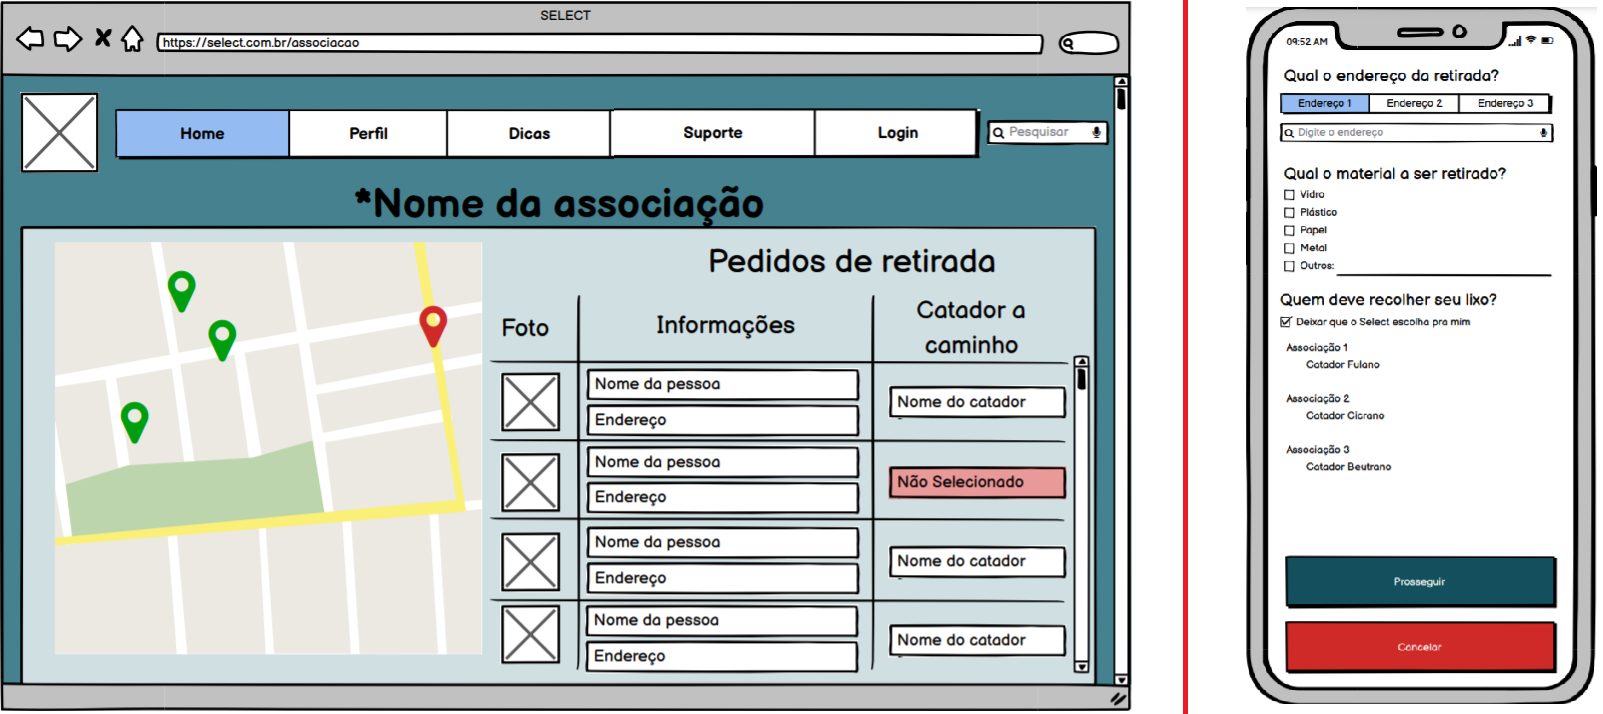 SELECT
https://select.com.br/associacao
Home
Perfil
Dicas
Suporte
Login
Pesquisar
*Nome da associação
Pedidos de retirada
Foto
Informações
Catador a
caminho
Nome da pessoa
Endereço
Nome do catador
Nome da pessoa
Endereço
Não Selecionado
Nome da pessoa
Endereço
Nome do catador
Nome da pessoa
Endereço
Nome do catador
09:52 AM
Qual o endereço da retirada?
Endereço 1
Endereço 2
Endereço 3
Digite o endereço
Qual o material a ser retirado?
Vidro
Plástico
Papel
Metal
Outros:
Quem deve recolher seu lixo?
Deixar que o Select escolha pra mim
Associação 1
Catador Fulano
Associação 2
Catador Cicrano
Associação 3
Catador Beutrano
Prosseguir
Cancelar